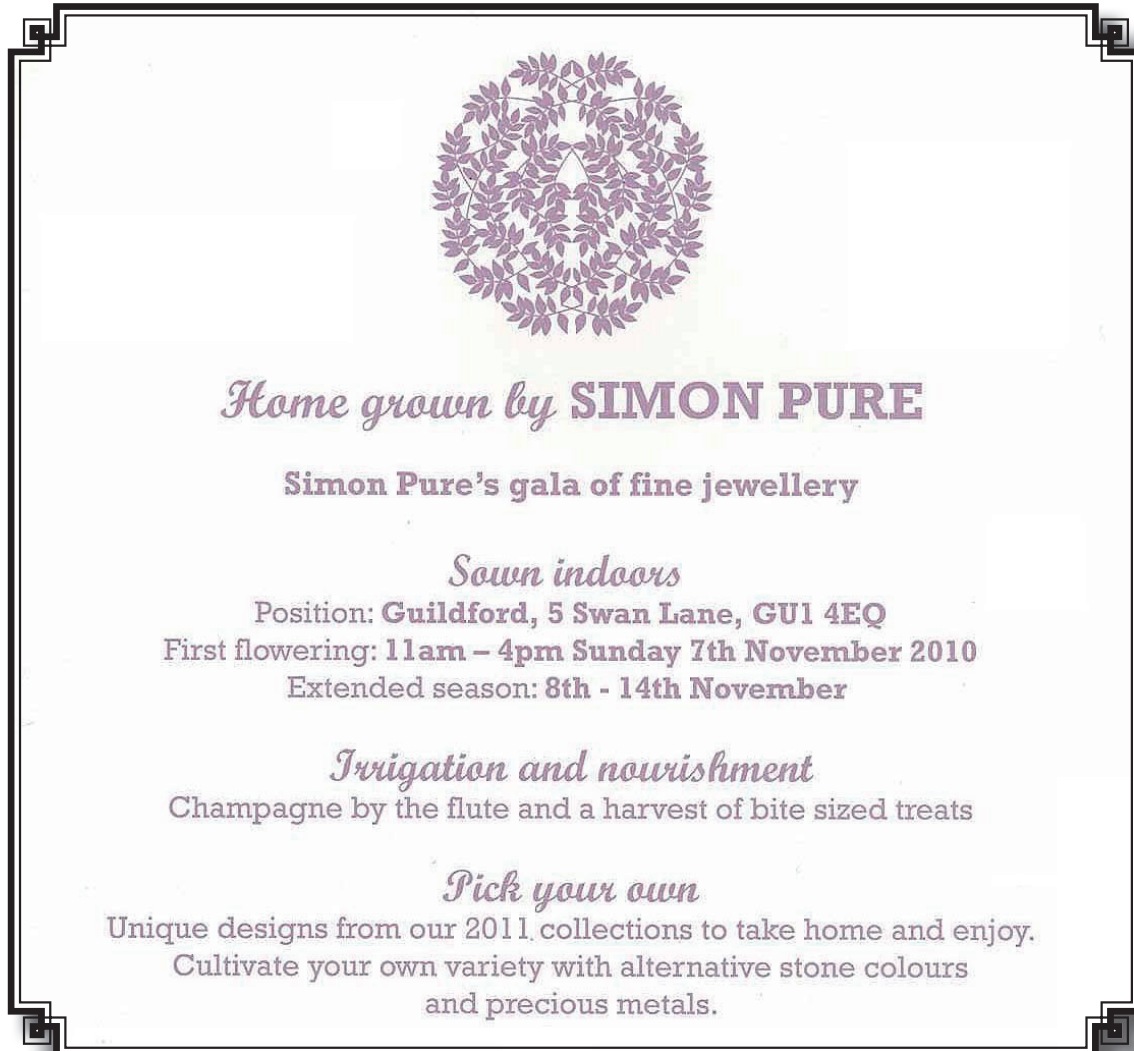 Home grown by SIMON PURE
Simon Pure's gala of fine jewellery
Sown indoors
Position: Guildford, 5 Swan Lane, GU1 4EQ
First flowering: 11am – 4pm Sunday 7th November 2010
Extended season: 8th - 14th November
Irrigation and nourishment
Champagne by the flute and a harvest of bite sized treats
Pick your own
Unique designs from our 2011 collections to take home and enjoy.
Cultivate your own variety with alternative stone colours
and precious metals.